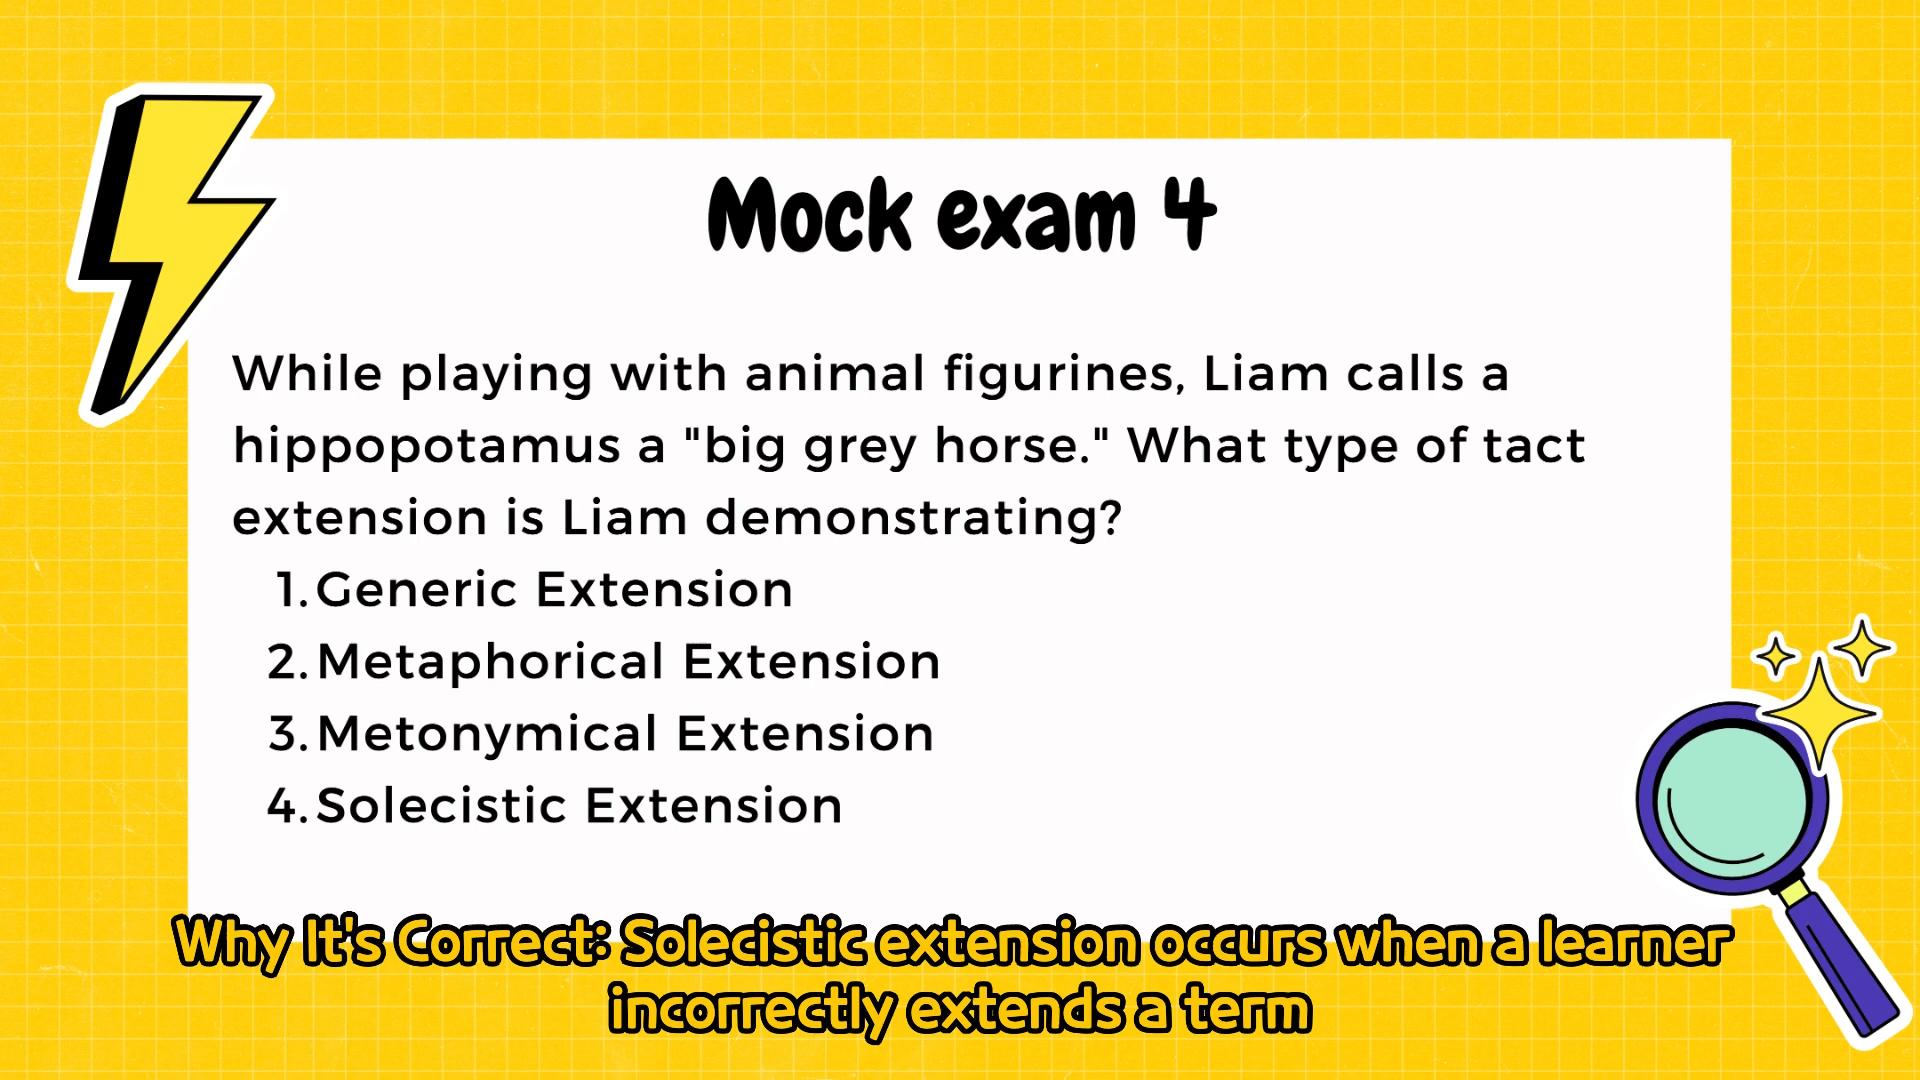 Mock exam 4
While playing with animal figurines, Liam calls a
hippopotamus a "big grey horse." What type of tact
extension is Liam demonstrating?
1. Generic Extension
2. Metaphorical Extension
3. Metonymical Extension
4. Solecistic Extension
Why It's Correct: Solecistic extension occurs when a learner
incorrectly extends a term